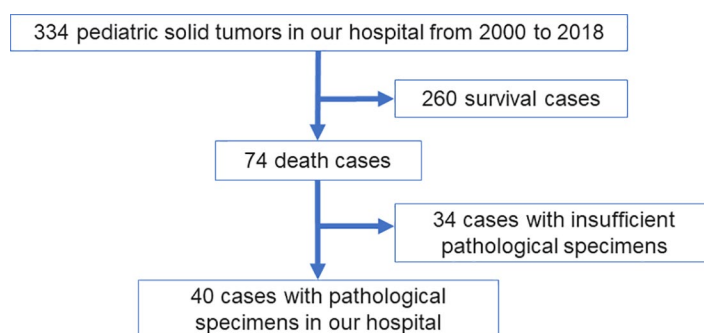 334 pediatric solid tumors in our hospital from 2000 to 2018
260 survival cases
74 death cases
34 cases with insufficient
pathological specimens
40 cases with pathological
specimens in our hospital